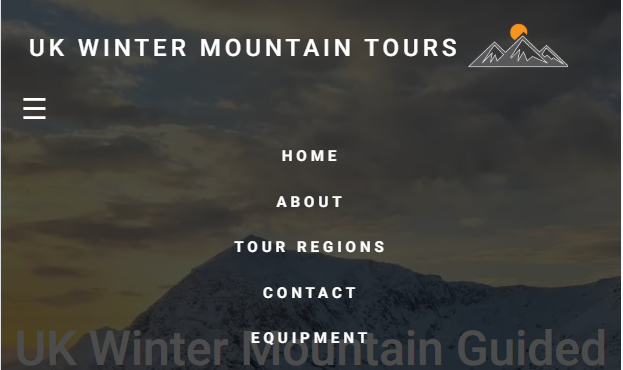 UK WINTER MOUNTAIN TOURS
HOME
ABOUT
TOUR REGIONS
CONTACT
EQUIPMENT
UK Winter Mountain Guided